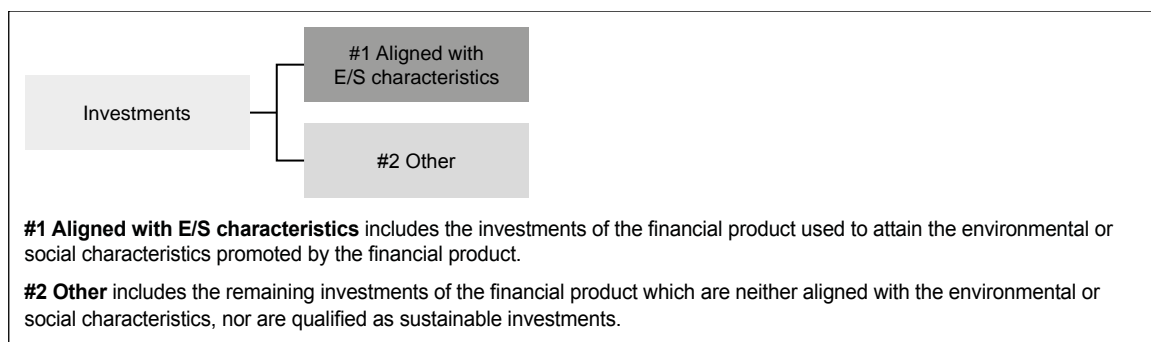 #1 Aligned with
E/S characteristics
Investments
#2 Other
#1 Aligned with E/S characteristics includes the investments of the financial product used to attain the environmental or
social characteristics promoted by the financial product.
#2 Other includes the remaining investments of the financial product which are neither aligned with the environmental or
social characteristics, nor are qualified as sustainable investments.